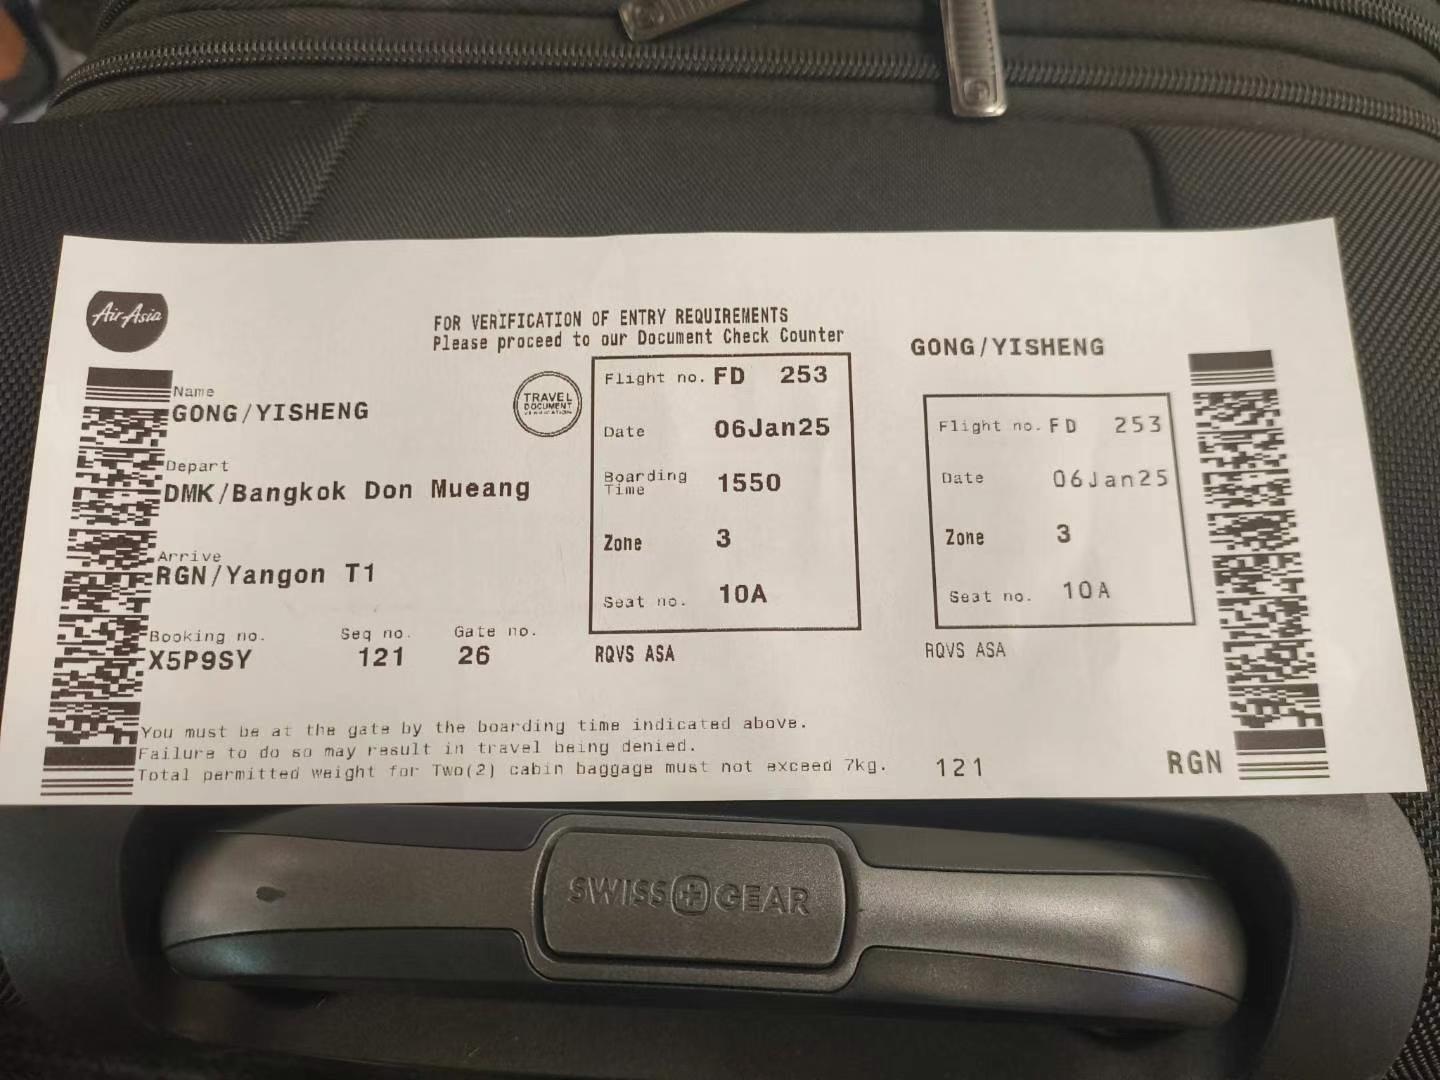 AirAsia
FOR VERIFICATION OF ENTRY REQUIREMENTS
Please proceed to our Document Check Counter
Name
GONG/YISHENG
TRAVEL
DOCUMENT
Depart
DMK/Bangkok Don Mueang
Arrive
RGN/Yangon T1
Booking no. Seq no. Gate no.
X5P9SY 121 26
Flight no. FD 253
Date 06Jan25
Boarding
Time 1550
Zone 3
Seat no. 10A
RQVS ASA
You must be at the gate by the boarding time indicated above.
Failure to do so may result in travel being denied.
Total permitted weight for Two(2) cabin baggage must not exceed 7kg.
GONG/YISHENG
Flight no. FD 253
Date 06Jan25
Zone 3
Seat no. 10A
RQVS ASA
121 RGN
SWISS GEAR